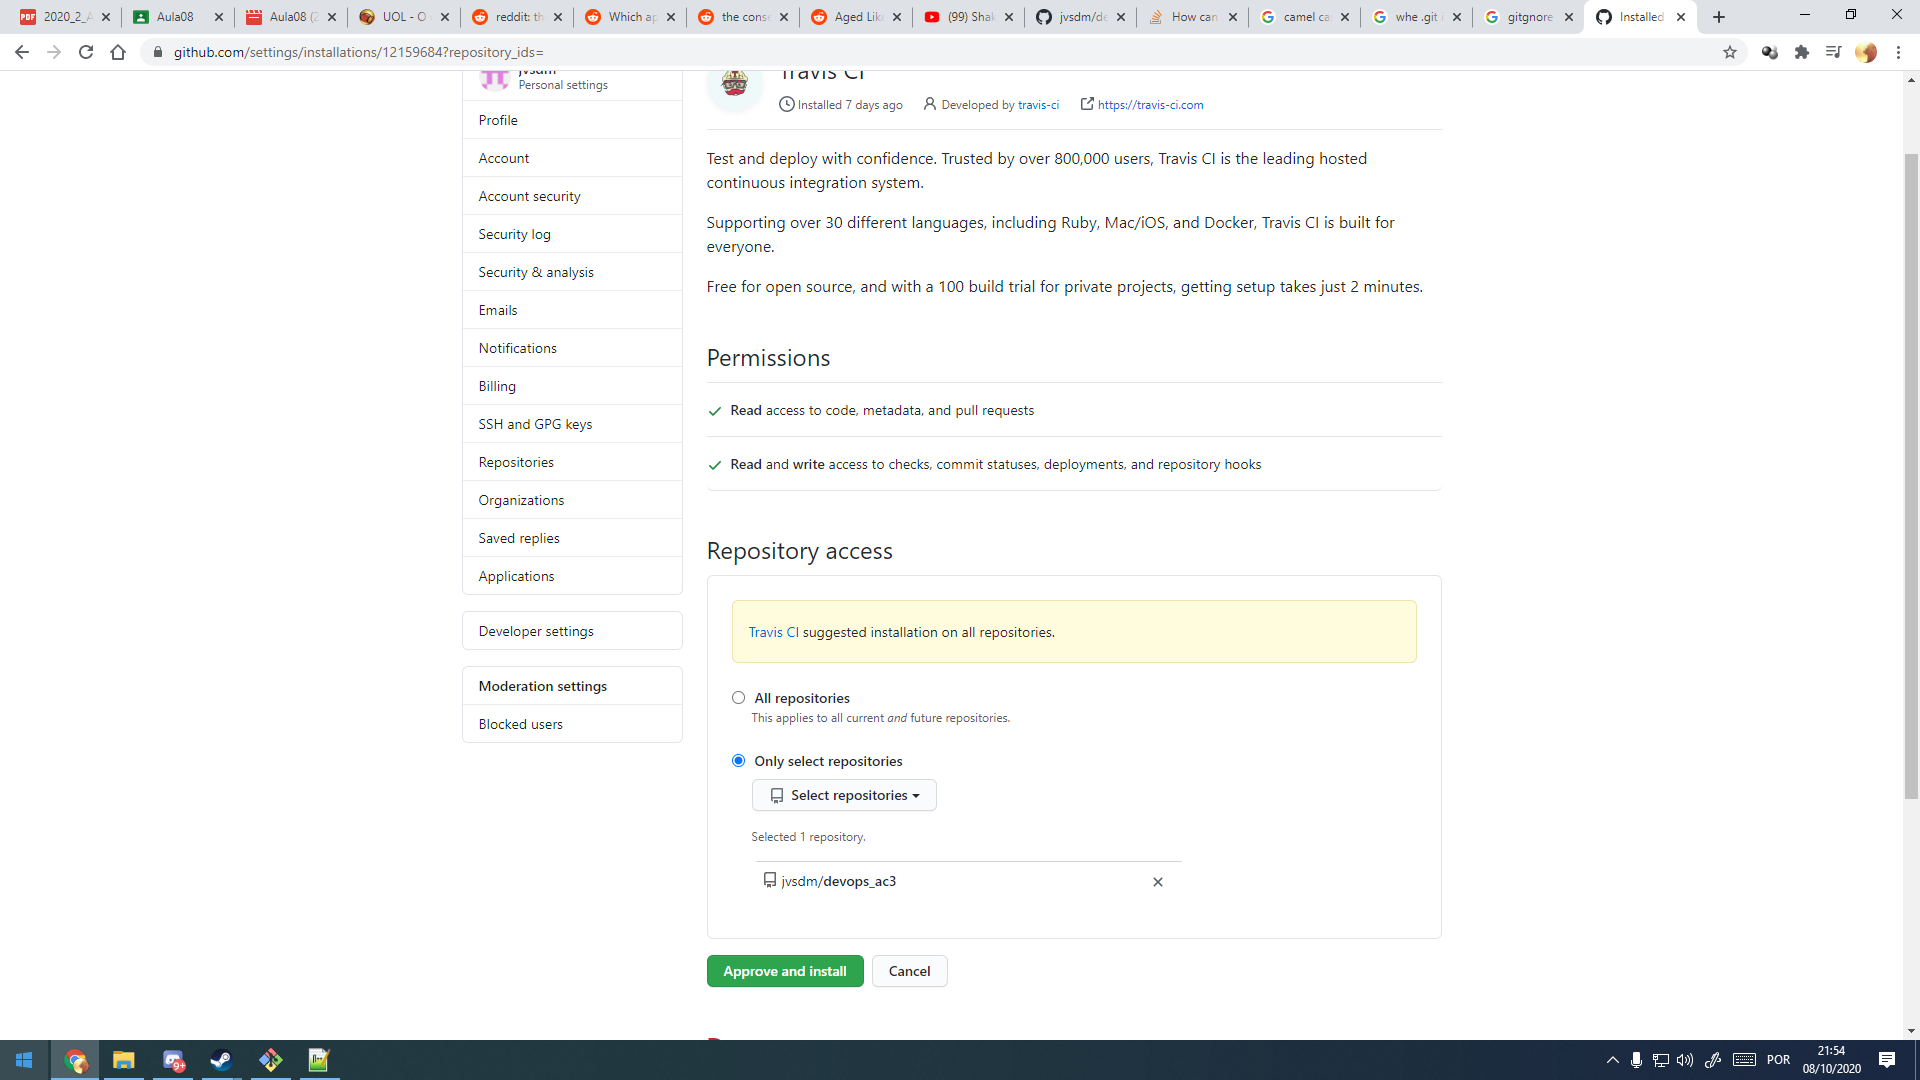 2020_2_A
Aula08
Aula08 (2
UOL - O
reddit: th
Which ap
the conse
Aged Lik
(99) Shak
jvsdm/de
How can
camel ca
whe .git i
gitgnore
Installed
github.com/settings/installations/12159684?repository_ids=
jvsdm
Personal settings
Profile
Account
Account security
Security log
Security & analysis
Emails
Notifications
Billing
SSH and GPG keys
Repositories
Organizations
Saved replies
Applications
Developer settings
Moderation settings
Blocked users
Travis CI
Installed 7 days ago
Developed by travis-ci
https://travis-ci.com
Test and deploy with confidence. Trusted by over 800,000 users, Travis CI is the leading hosted
continuous integration system.
Supporting over 30 different languages, including Ruby, Mac/iOS, and Docker, Travis CI is built for
everyone.
Free for open source, and with a 100 build trial for private projects, getting setup takes just 2 minutes.
Permissions
Read access to code, metadata, and pull requests
Read and write access to checks, commit statuses, deployments, and repository hooks
Repository access
Travis CI suggested installation on all repositories.
All repositories
This applies to all current and future repositories.
Only select repositories
Select repositories
Selected 1 repository.
jvsdm/devops_ac3
Approve and install
Cancel
9+
POR
21:54
08/10/2020